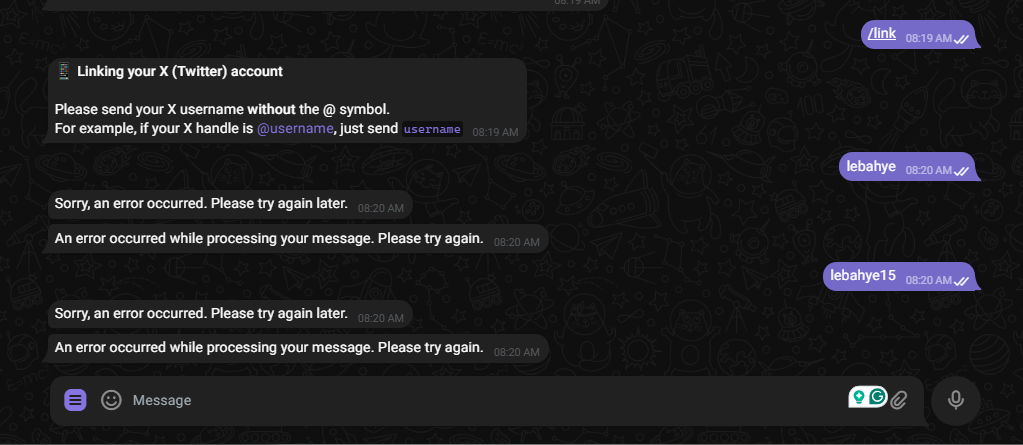 08:19 AM
/link 08:19 AM
Linking your X (Twitter) account
Please send your X username without the @ symbol.
For example, if your X handle is @username, just send username 08:19 AM
lebahye 08:20 AM
Sorry, an error occurred. Please try again later. 08:20 AM
An error occurred while processing your message. Please try again. 08:20 AM
lebahye15 08:20 AM
Sorry, an error occurred. Please try again later. 08:20 AM
An error occurred while processing your message. Please try again. 08:20 AM
Message